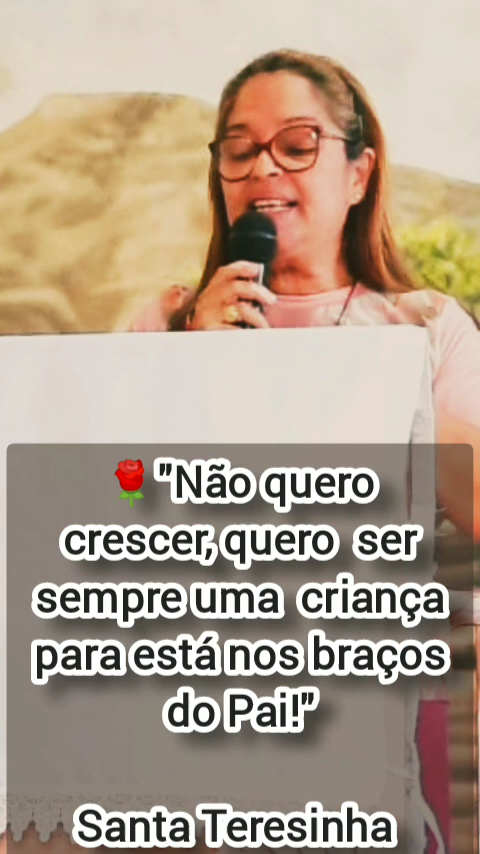 🌹"Não quero
crescer, quero ser
sempre uma criança
para está nos braços
do Pai!"
Santa Teresinha